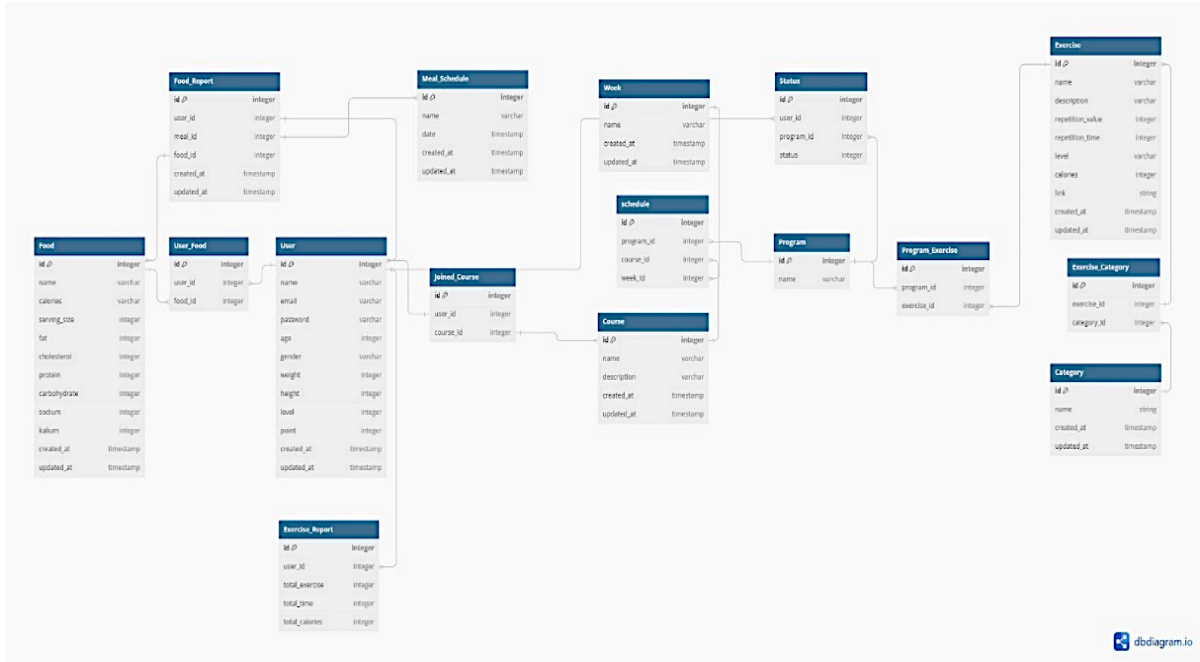 Food_Report
id integer
user_id integer
meal_id integer
food_id integer
created_at timestamp
updated_at timestamp
Meal_Schedule
id integer
name varchar
date timestamp
created_at timestamp
updated_at timestamp
Week
id integer
name varchar
created_at timestamp
updated_at timestamp
Status
id integer
user_id integer
program_id integer
status integer
Exercise
id integer
name varchar
description varchar
repetition_value integer
repetition_time integer
level varchar
calories integer
link string
created_at timestamp
updated_at timestamp
schedule
id integer
program_id integer
course_id integer
week_id integer
Food
id integer
name varchar
calories varchar
serving_size integer
fat integer
cholesterol integer
protein integer
carbohydrate integer
sodium integer
kalium integer
created_at timestamp
updated_at timestamp
User_Food
id integer
user_id integer
food_id integer
User
id integer
name varchar
email varchar
password varchar
age integer
gender varchar
weight integer
height integer
level integer
point integer
created_at timestamp
updated_at timestamp
Joined_Course
id integer
user_id integer
course_id integer
Program
id integer
name varchar
Program_Exercise
id integer
program_id integer
exercise_id integer
Exercise_Category
id integer
exercise_id integer
category_id integer
Course
id integer
name varchar
description varchar
created_at timestamp
updated_at timestamp
Category
id integer
name string
created_at timestamp
updated_at timestamp
Exercise_Report
id integer
user_id integer
total_exercise integer
total_time integer
total_calories integer
dbdiagram.io